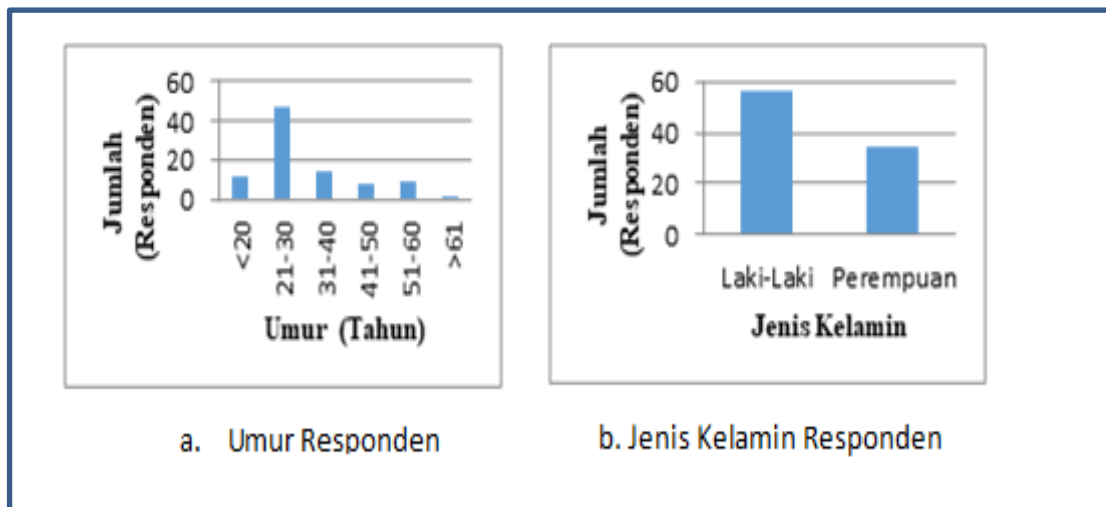 Jumlah
(Responden)
60
40
20
0
<20
21-30
31-40
41-50
51-60
>61
Umur (Tahun)
a. Umur Responden
Jumlah
(Responden)
60
40
20
0
Laki-Laki Perempuan
Jenis Kelamin
b. Jenis Kelamin Responden